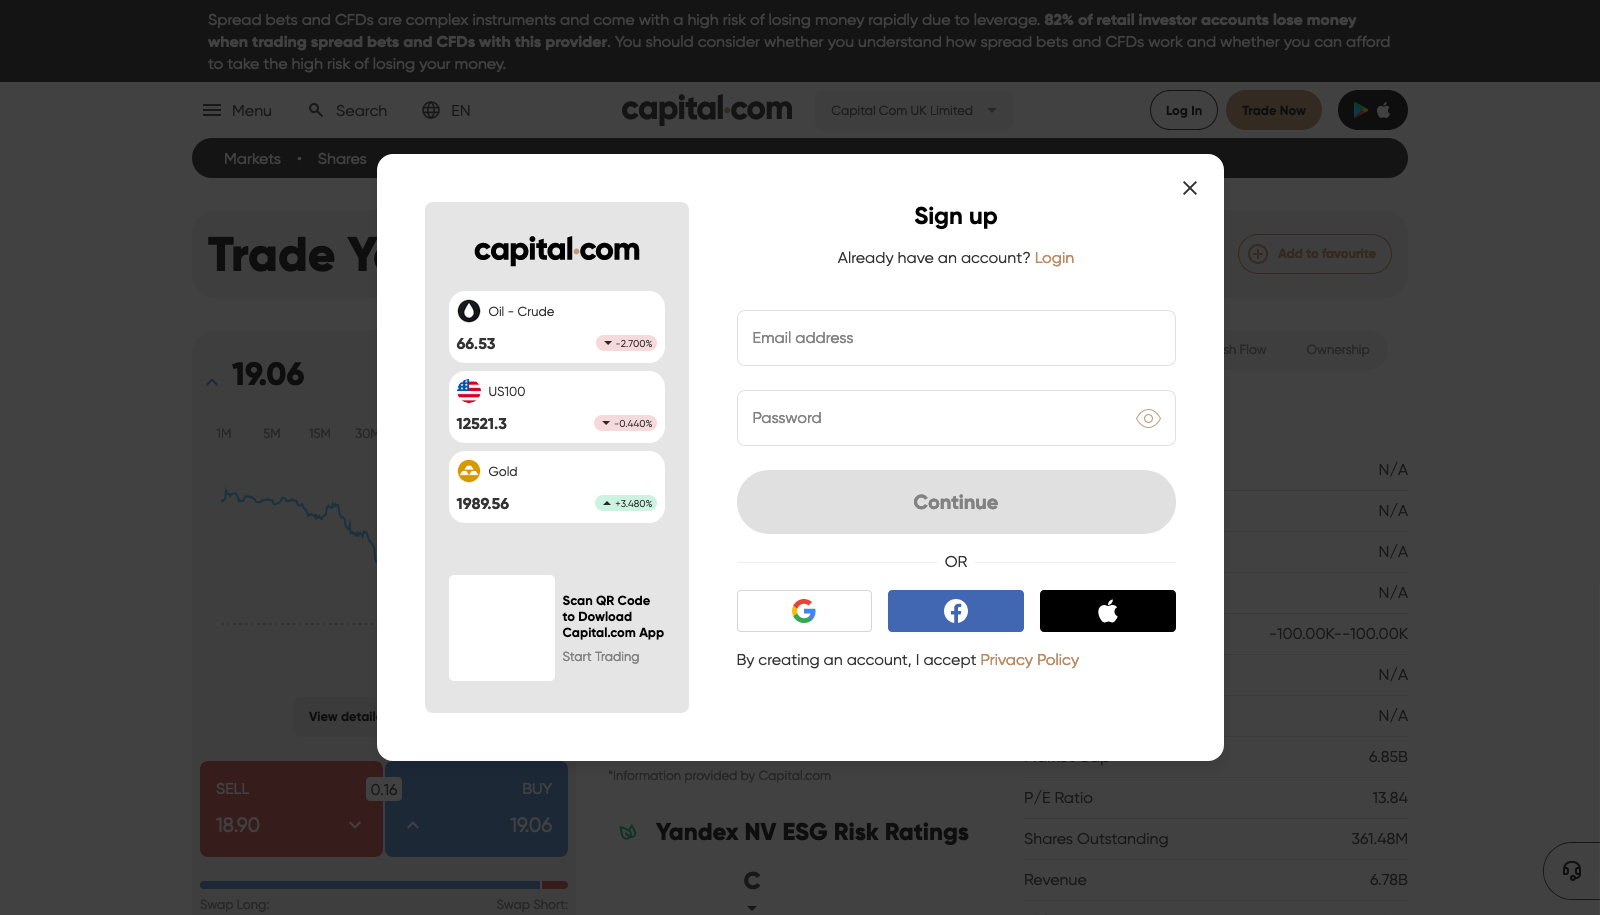 Spread bets and CFDs are complex instruments and come with a high risk of losing money rapidly due to leverage. 82% of retail investor accounts lose money
when trading spread bets and CFDs with this provider. You should consider whether you understand how spread bets and CFDs work and whether you can afford
to take the high risk of losing your money.
Menu
Search
EN
capital.com
Capital Com UK Limited
Log In
Trade Now
Markets • Shares
Trade
Add to favourite
Sign up
Already have an account? Login
capital.com
Oil - Crude
66.53
-2.700%
US100
12521.3
-0.440%
Gold
1989.56
+3.480%
Scan QR Code
to Dowload
Capital.com App
Start Trading
Email address
Password
Continue
OR
By creating an account, I accept Privacy Policy
19.06
1M 5M 15M 30M
View details
SELL
18.90
0.16
BUY
19.06
Swap Long:
Swap Short:
*Information provided by Capital.com
Yandex NV ESG Risk Ratings
C
Flow
Ownership
N/A
N/A
N/A
N/A
-100.00K--100.00K
N/A
N/A
6.85B
P/E Ratio 13.84
Shares Outstanding 361.48M
Revenue 6.78B